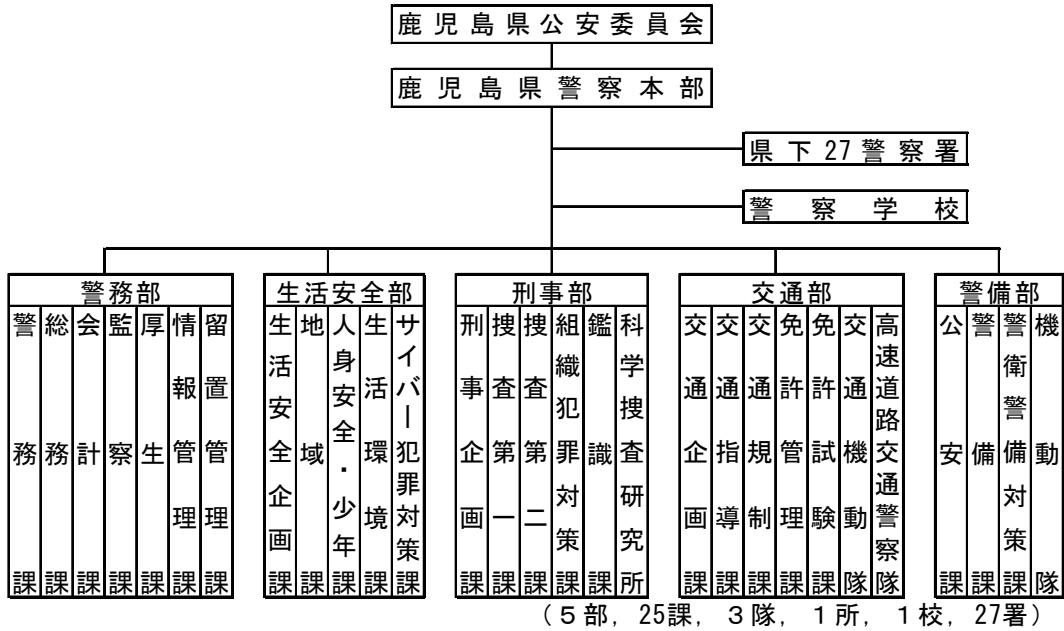 鹿児島県公安委員会
鹿児島県警察本部
県下27警察署
警察学校
警務部
警務課
総務課
会計課
監察課
厚生課
情報管理課
留置管理課
生活安全部
生活安全企画課
地域課
人身安全・少年課
生活環境課
サイバー犯罪対策課
刑事部
刑事企画課
捜査第一課
捜査第二課
組織犯罪対策課
鑑識課
科学捜査研究所
交通部
交通企画課
交通指導課
交通規制課
免許管理課
免許試験課
交通機動隊
高速道路交通警察隊
警備部
公安課
警備課
警衛警備対策課
機動隊
（５部，25課，３隊，１所，１校，27署）